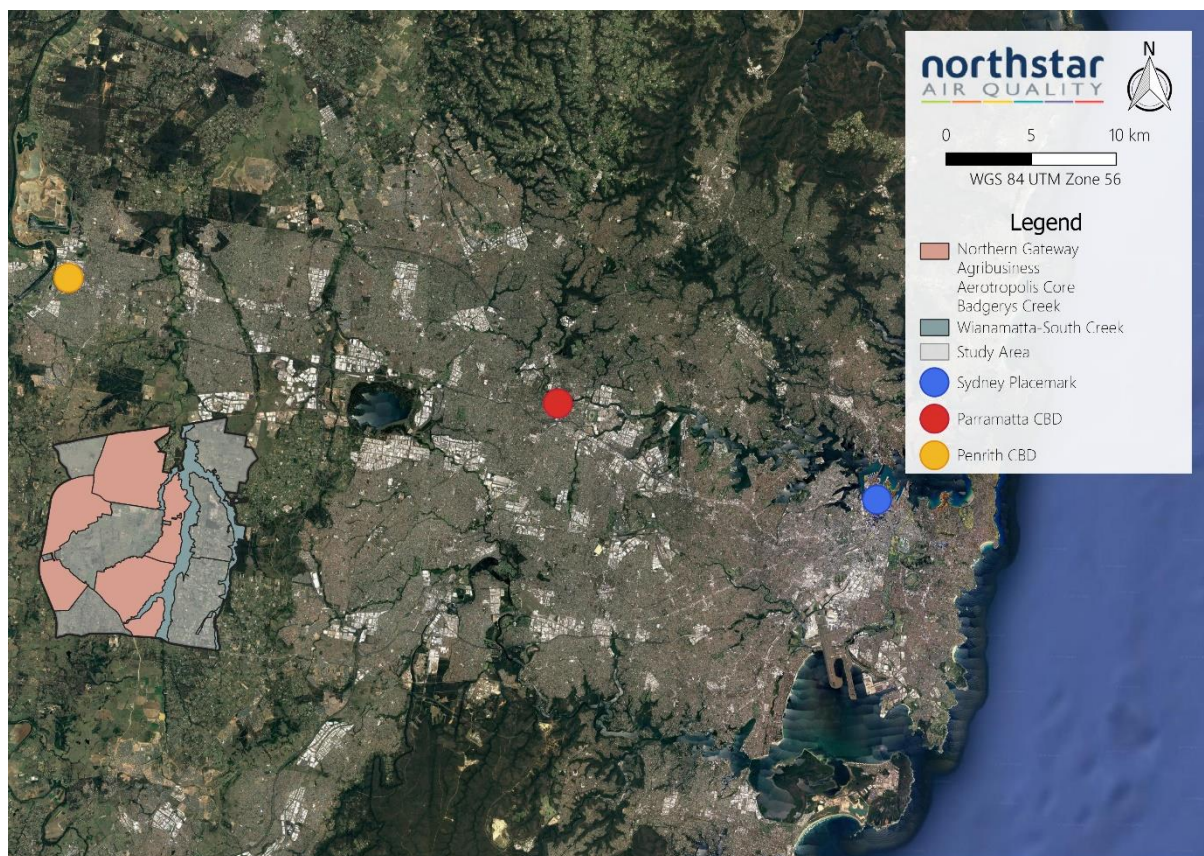 northstar
AIR QUALITY
N
0 5 10 km
WGS 84 UTM Zone 56
Legend
Northern Gateway
Agribusiness
Aerotropolis Core
Badgerys Creek
Wianamatta-South Creek
Study Area
Sydney Placemark
Parramatta CBD
Penrith CBD